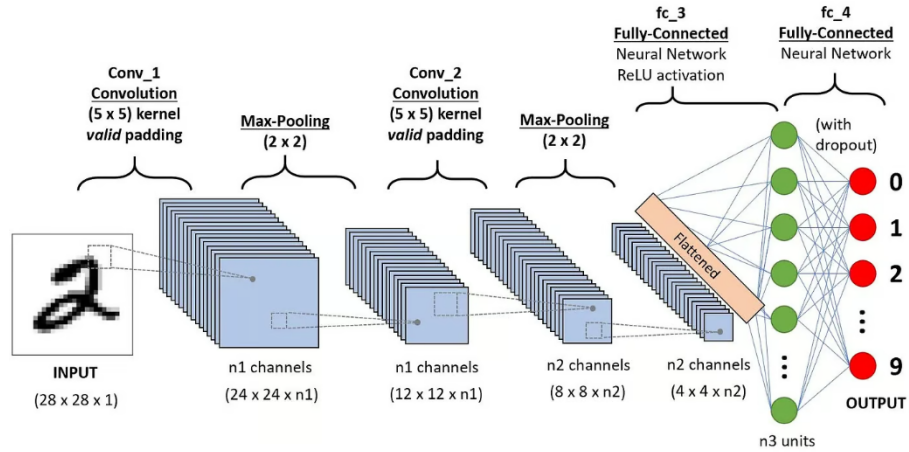 fc_3
Fully-Connected
Neural Network
ReLU activation
fc_4
Fully-Connected
Neural Network
Conv_1
Convolution
(5 x 5) kernel
valid padding
Max-Pooling
(2 x 2)
Conv_2
Convolution
(5 x 5) kernel
valid padding
Max-Pooling
(2 x 2)
(with
dropout)
Flattened
0
1
2
9
INPUT
(28 x 28 x 1)
n1 channels
(24 x 24 x n1)
n1 channels
(12 x 12 x n1)
n2 channels
(8 x 8 x n2)
n2 channels
(4 x 4 x n2)
n3 units
OUTPUT